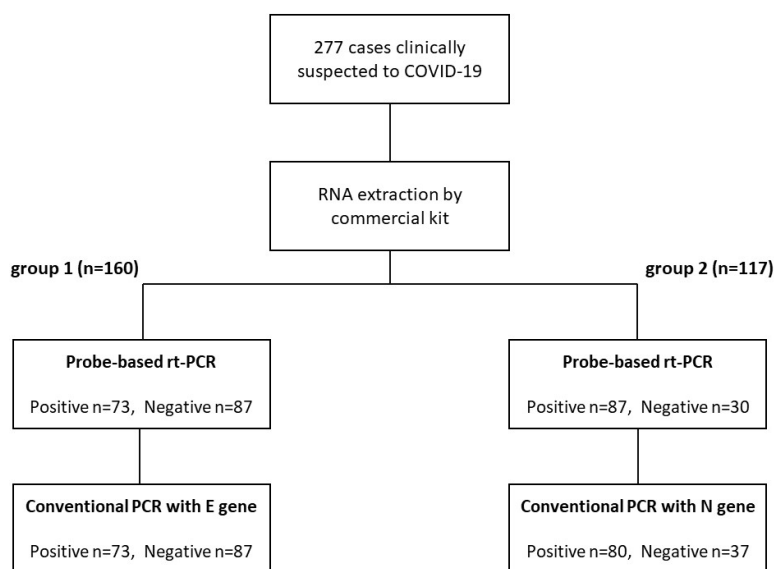 277 cases clinically
suspected to COVID-19
RNA extraction by
commercial kit
group 1 (n=160)
group 2 (n=117)
Probe-based rt-PCR
Positive n=73, Negative n=87
Probe-based rt-PCR
Positive n=87, Negative n=30
Conventional PCR with E gene
Positive n=73, Negative n=87
Conventional PCR with N gene
Positive n=80, Negative n=37